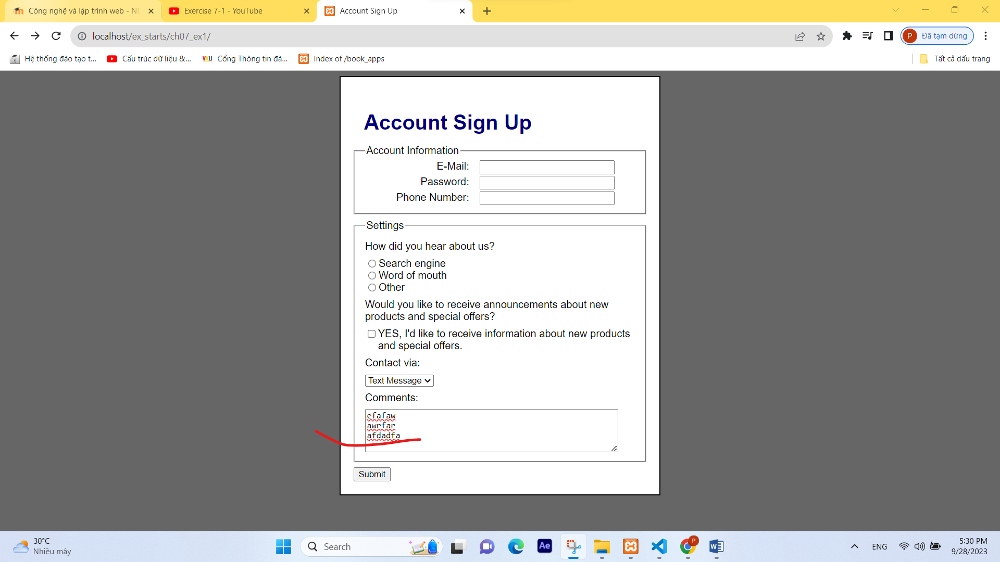 Công nghệ và lập trình web - NL
Exercise 7-1 - YouTube
Account Sign Up
localhost/ex_starts/ch07_ex1/
P
Đã tạm dừng
Hệ thống đào tạo t...
Cấu trúc dữ liệu &...
VKU
Cổng Thông tin đà...
Index of /book_apps
Tất cả dấu trang
Account Sign Up
Account Information
E-Mail:
Password:
Phone Number:
Settings
How did you hear about us?
Search engine
Word of mouth
Other
Would you like to receive announcements about new
products and special offers?
YES, I'd like to receive information about new products
and special offers.
Contact via:
Text Message
Comments:
efafaw
awrfar
afdadfa
Submit
30°C
Nhiều mây
Search
Ae
P
ENG
5:30 PM
9/28/2023